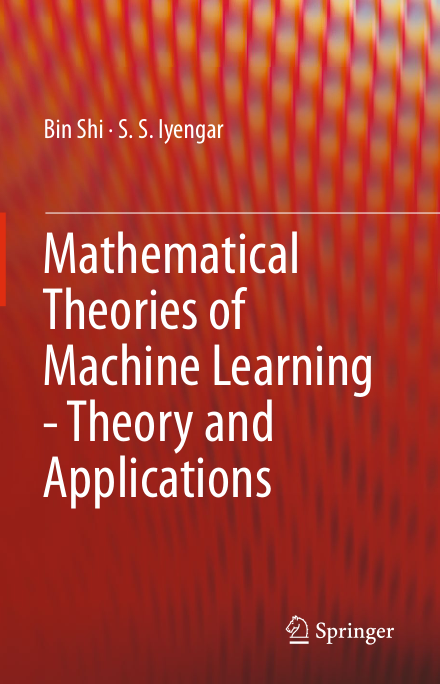 Bin Shi · S. S. Iyengar
Mathematical
Theories of
Machine Learning
- Theory and
Applications
Springer